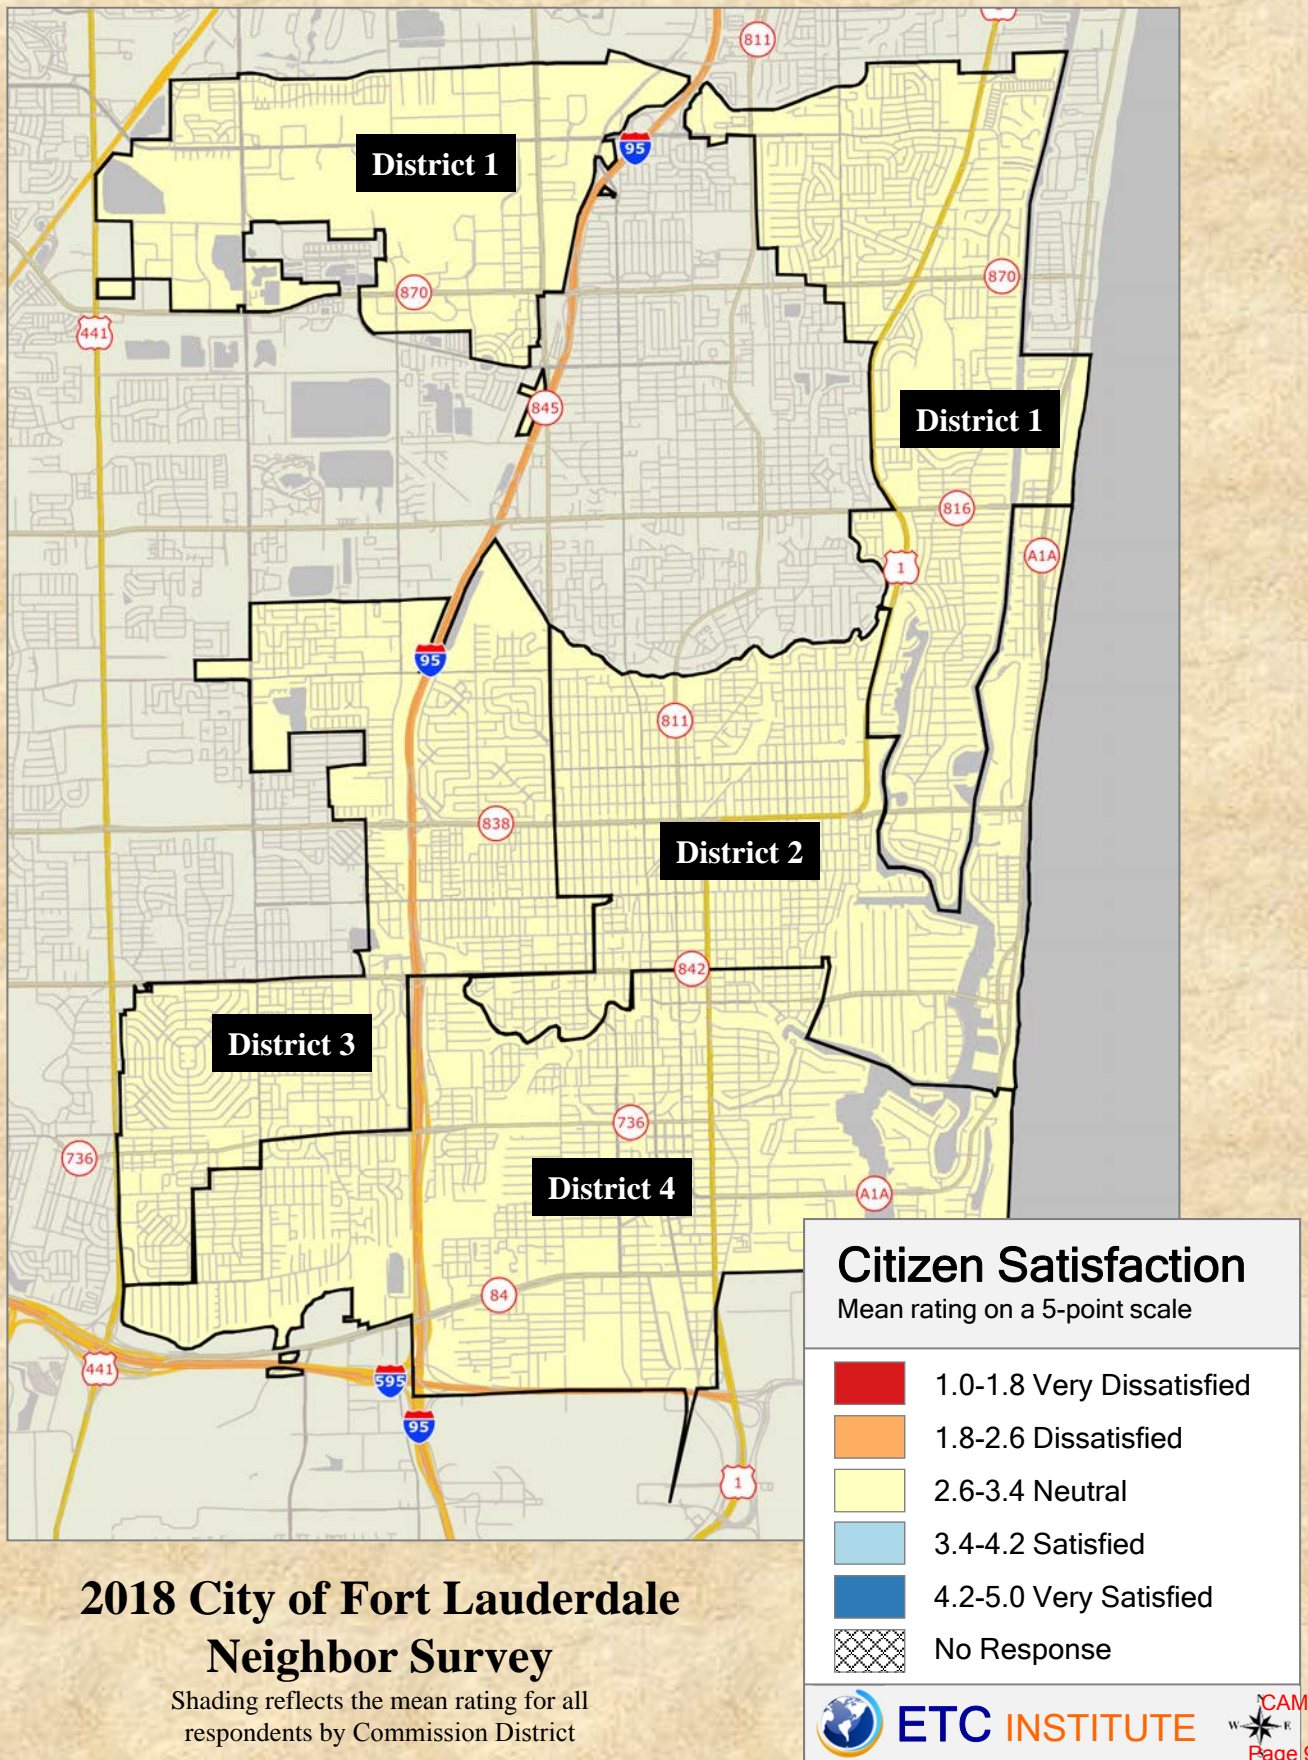 811
District 1
95
870
870
441
845
District 1
816
A1A
1
95
811
838
District 2
842
District 3
736
736
District 4
A1A
84
441
595
95
1
Citizen Satisfaction
Mean rating on a 5-point scale
1.0-1.8 Very Dissatisfied
1.8-2.6 Dissatisfied
2.6-3.4 Neutral
3.4-4.2 Satisfied
4.2-5.0 Very Satisfied
No Response
2018 City of Fort Lauderdale
Neighbor Survey
Shading reflects the mean rating for all
respondents by Commission District
ETC INSTITUTE
W E
CAM
Page 9